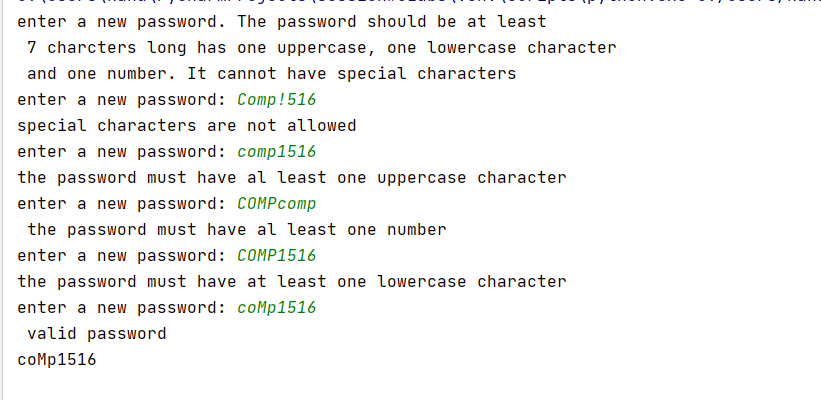 enter a new password. The password should be at least
7 charcters long has one uppercase, one lowercase character
and one number. It cannot have special characters
enter a new password: Comp!516
special characters are not allowed
enter a new password: comp1516
the password must have al least one uppercase character
enter a new password: COMPcomp
the password must have al least one number
enter a new password: COMP1516
the password must have at least one lowercase character
enter a new password: coMp1516
valid password
coMp1516